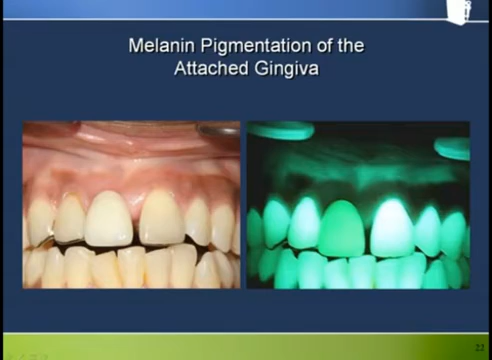 Melanin Pigmentation of the
Attached Gingiva
22